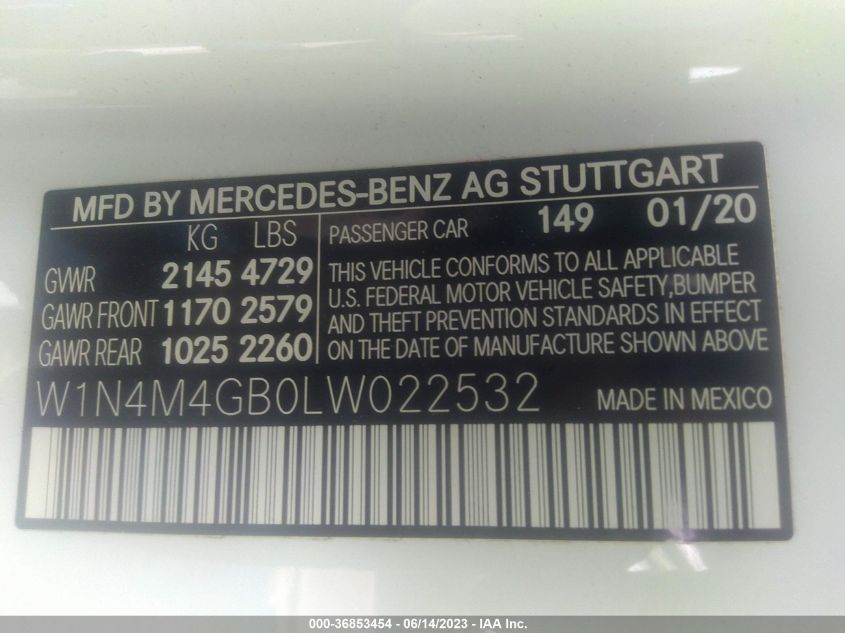 MFD BY MERCEDES-BENZ AG STUTTGART
KG LBS
GVWR 2145 4729
GAWR FRONT 1170 2579
GAWR REAR 1025 2260
PASSENGER CAR 149 01/20
THIS VEHICLE CONFORMS TO ALL APPLICABLE
U.S. FEDERAL MOTOR VEHICLE SAFETY,BUMPER
AND THEFT PREVENTION STANDARDS IN EFFECT
ON THE DATE OF MANUFACTURE SHOWN ABOVE
W1N4M4GB0LW022532 MADE IN MEXICO
000-36853454 - 06/14/2023 - IAA Inc.